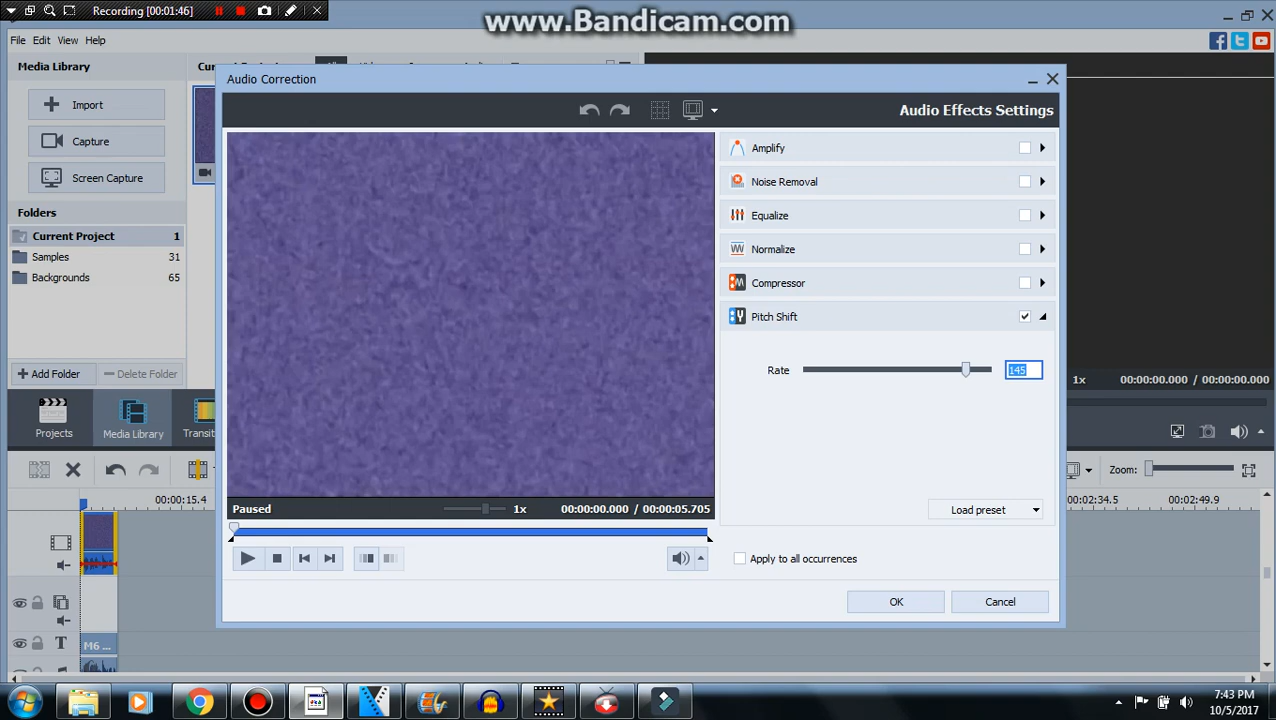 Recording [00:01:46]
www.Bandicam.com
File Edit View Help
Media Library
Import
Capture
Screen Capture
Folders
Current Project 1
Samples 31
Backgrounds 65
Add Folder
Delete Folder
Projects
Media Library
Audio Correction
Audio Effects Settings
Amplify
Noise Removal
Equalize
Normalize
Compressor
Pitch Shift
Rate
145
Load preset
Paused
1x
00:00:00.000 / 00:00:05.705
Apply to all occurrences
OK
Cancel
1x 00:00:00.000 / 00:00:00.000
Zoom:
00:00:15.4
00:02:34.5
00:02:49.9
T
M6 ...
7:43 PM
10/5/2017